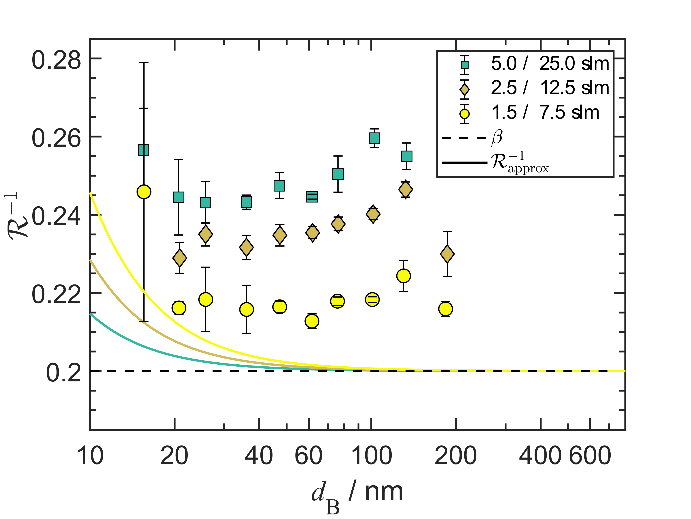 0.28
0.26
0.24
0.22
0.2
ℛ⁻¹
5.0 / 25.0 slm
2.5 / 12.5 slm
1.5 / 7.5 slm
β
ℛ⁻¹approx
10 20 40 60 100 200 400 600
d_B / nm